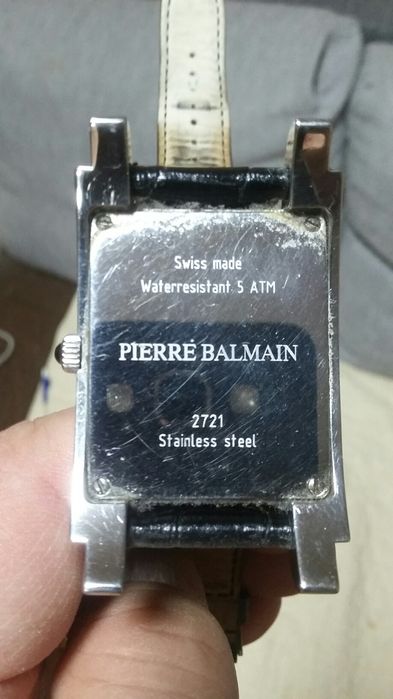 Swiss made
Waterresistant 5 ATM
PIERRE BALMAIN
2721
Stainless steel